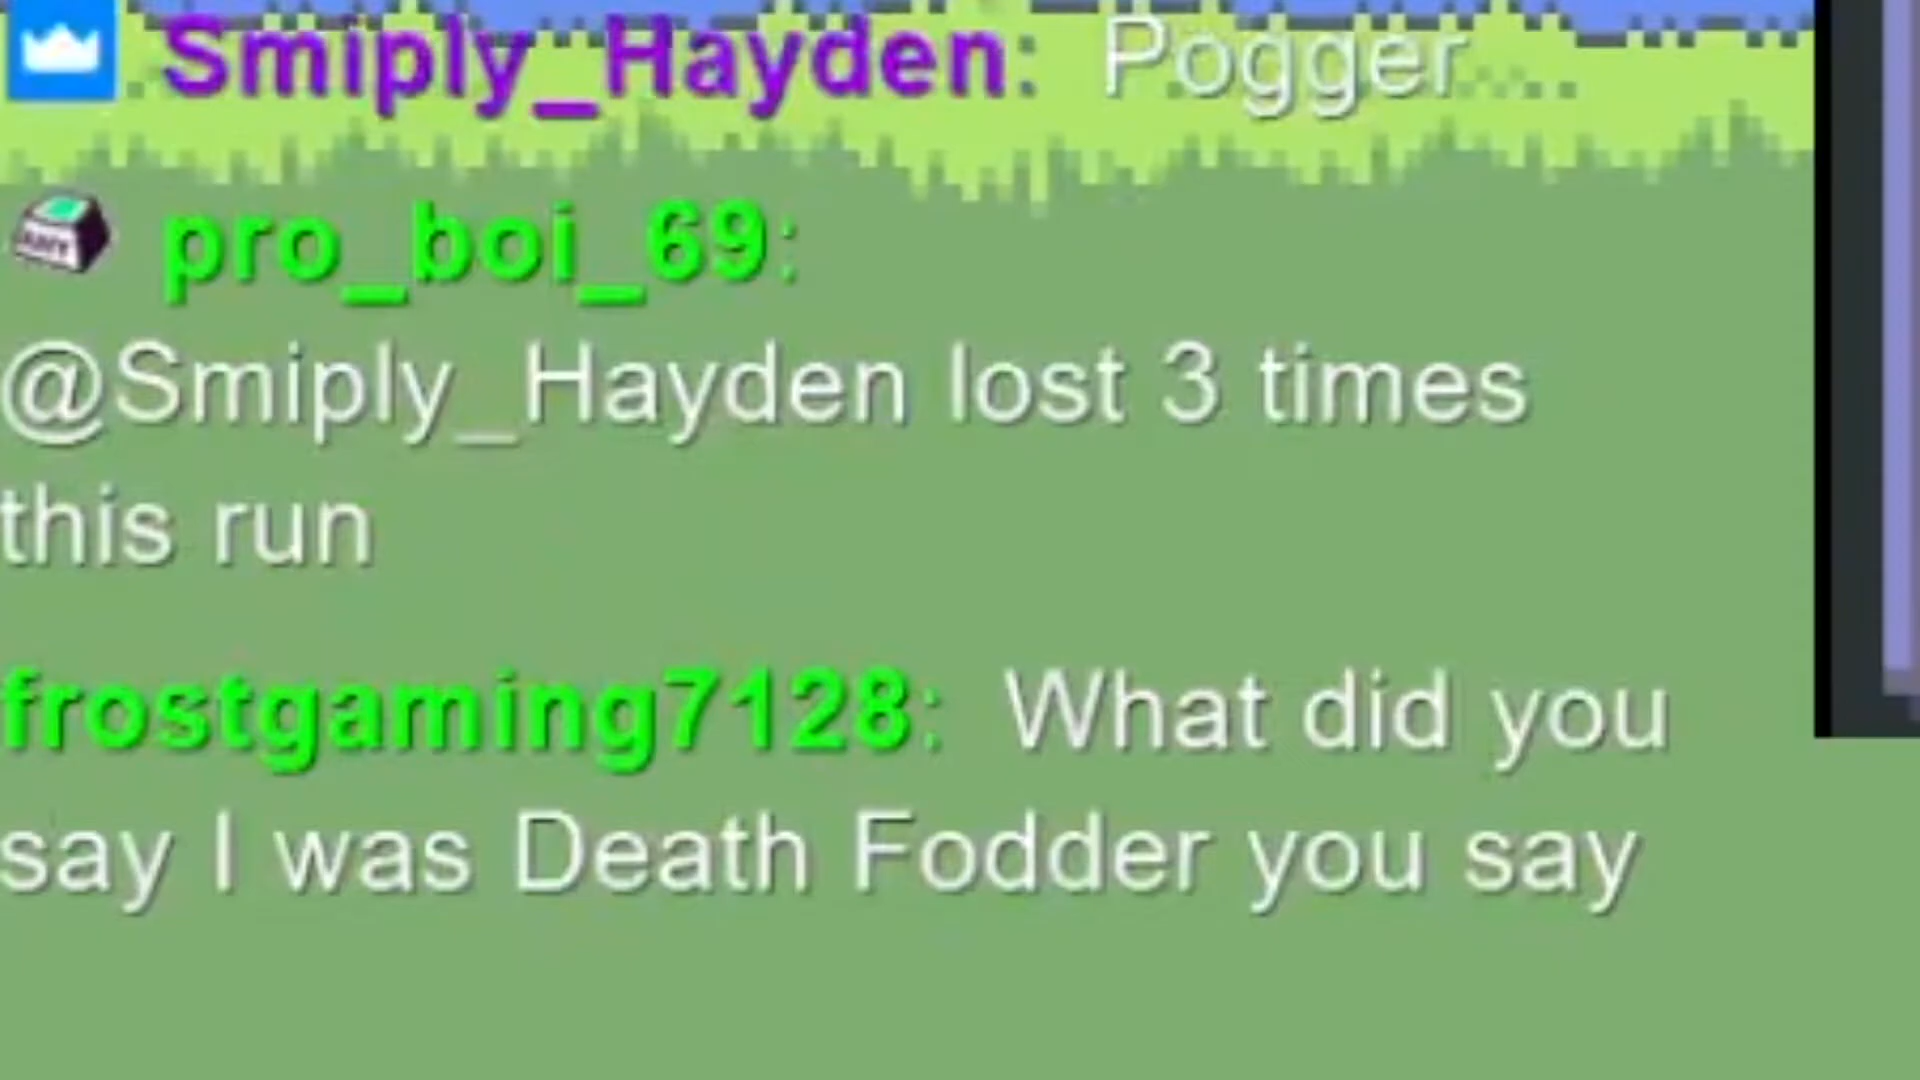 Smiply_Hayden: Pogger...
pro_boi_69:
@Smiply_Hayden lost 3 times
this run
frostgaming7128: What did you
say I was Death Fodder you say